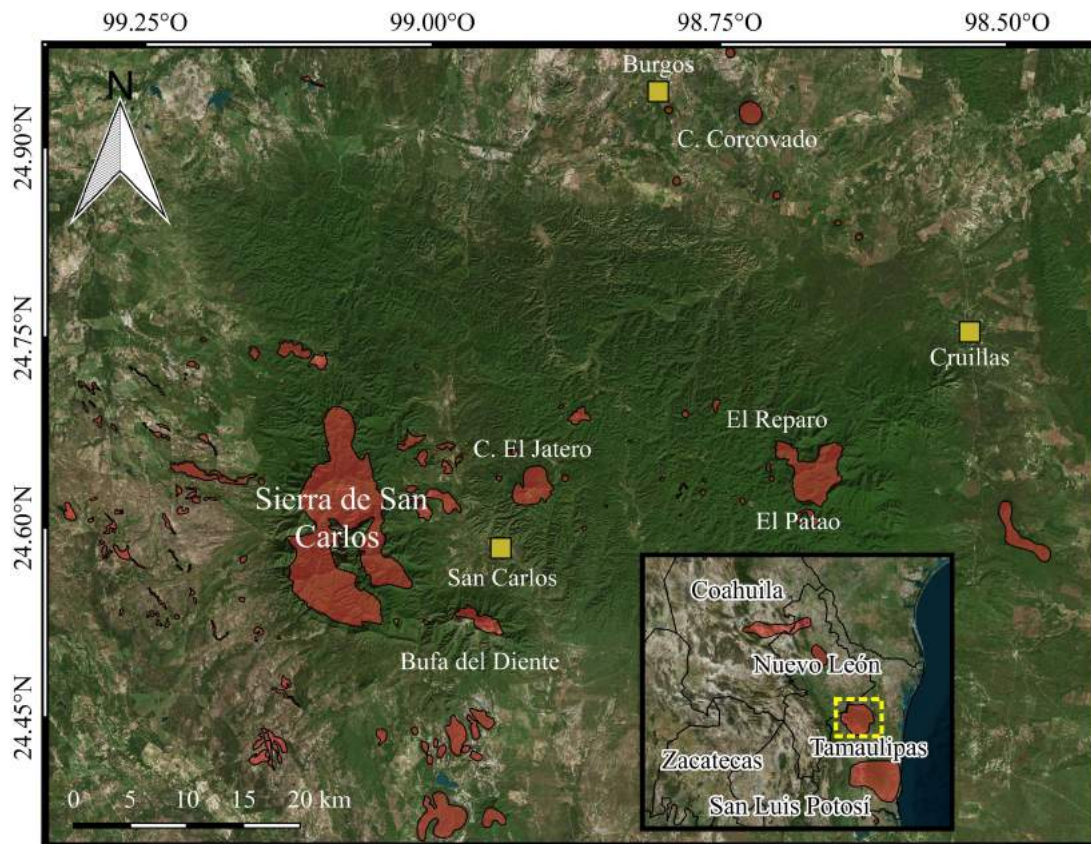 99.25°O 99.00°O 98.75°O 98.50°O
N
Burgos
C. Corcovado
24.90°N
24.75°N
Cruillas
El Reparo
C. El Jatero
Sierra de San
Carlos
El Patao
24.60°N
San Carlos
Bufa del Diente
24.45°N
0 5 10 15 20 km
Coahuila
Nuevo León
Tamaulipas
Zacatecas
San Luis Potosí